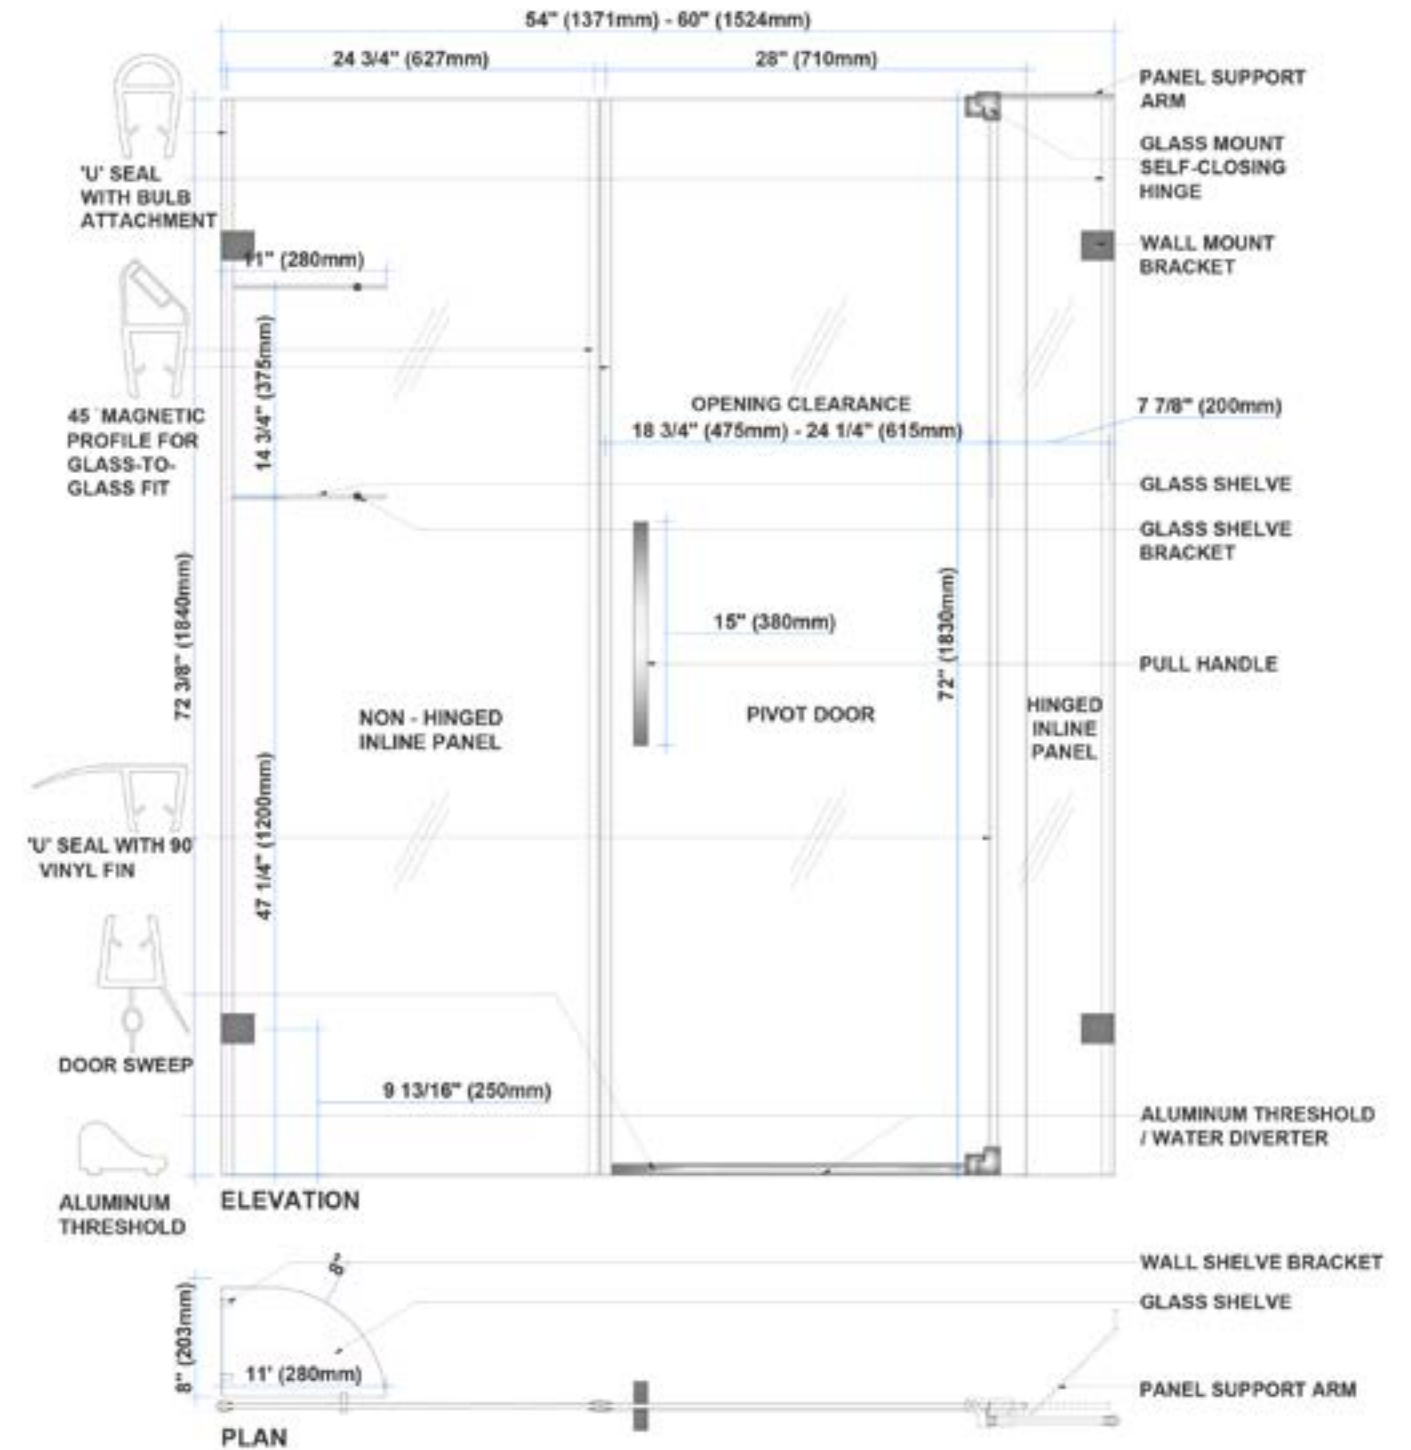 54" (1371mm) - 60" (1524mm)
24 3/4" (627mm)
28" (710mm)
PANEL SUPPORT
ARM
GLASS MOUNT
SELF-CLOSING
HINGE
'U' SEAL
WITH BULB
ATTACHMENT
WALL MOUNT
BRACKET
11" (280mm)
14 3/4" (375mm)
45° MAGNETIC
PROFILE FOR
GLASS-TO-
GLASS FIT
OPENING CLEARANCE
18 3/4" (475mm) - 24 1/4" (615mm)
7 7/8" (200mm)
GLASS SHELVE
GLASS SHELVE
BRACKET
72 3/8" (1840mm)
15" (380mm)
72" (1830mm)
PULL HANDLE
NON - HINGED
INLINE PANEL
PIVOT DOOR
HINGED
INLINE
PANEL
47 1/4" (1200mm)
'U' SEAL WITH 90°
VINYL FIN
DOOR SWEEP
9 13/16" (250mm)
ALUMINUM THRESHOLD
/ WATER DIVERTER
ALUMINUM
THRESHOLD
ELEVATION
WALL SHELVE BRACKET
GLASS SHELVE
8"
8" (203mm)
11' (280mm)
PANEL SUPPORT ARM
PLAN